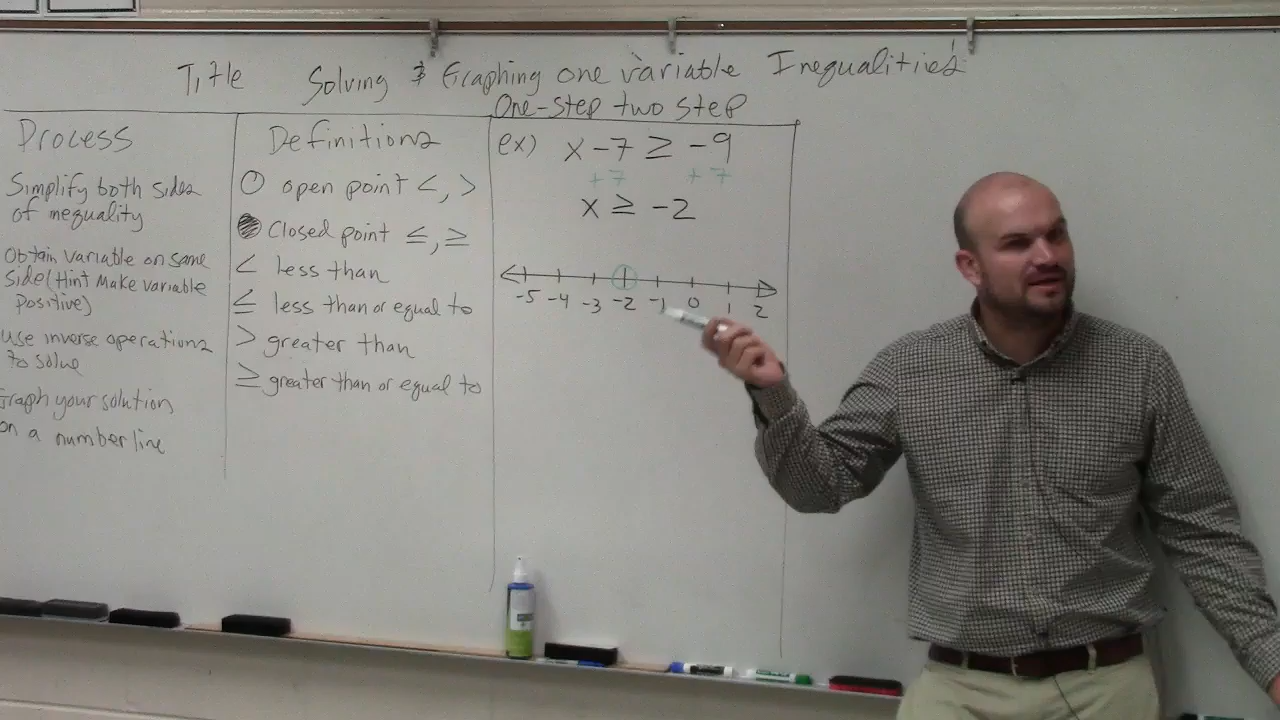 Title Solving & Graphing one variable Inequalities
One-step two step
Process
Simplify both sides
of inequality
Obtain variable on same
side (Hint Make variable
positive)
use inverse operations
to solve
Graph your solution
on a number line
Definitions
open point <, >
Closed point ≤, ≥
< less than
≤ less than or equal to
> greater than
≥ greater than or equal to
ex) x - 7 ≥ -9
+7 +7
x ≥ -2
-5 -4 -3 -2 -1 0 1 2